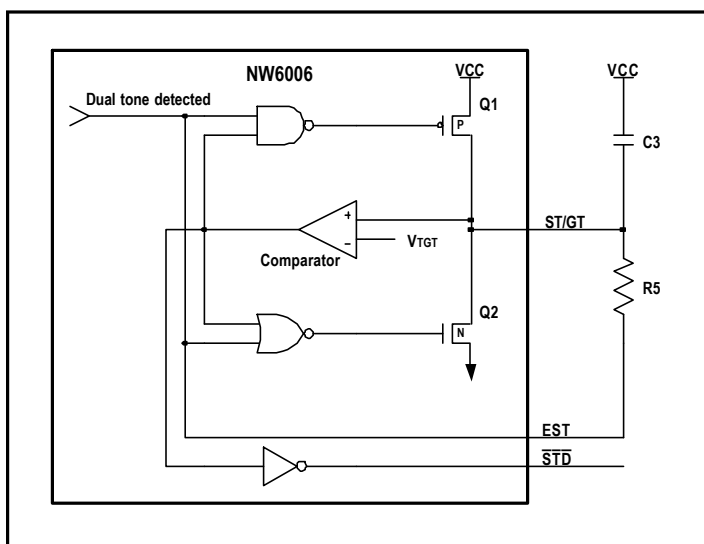 NW6006
VCC
VCC
Dual tone detected
Q1
P
C3
+
ST/GT
−
VTGT
Comparator
R5
Q2
N
EST
STD